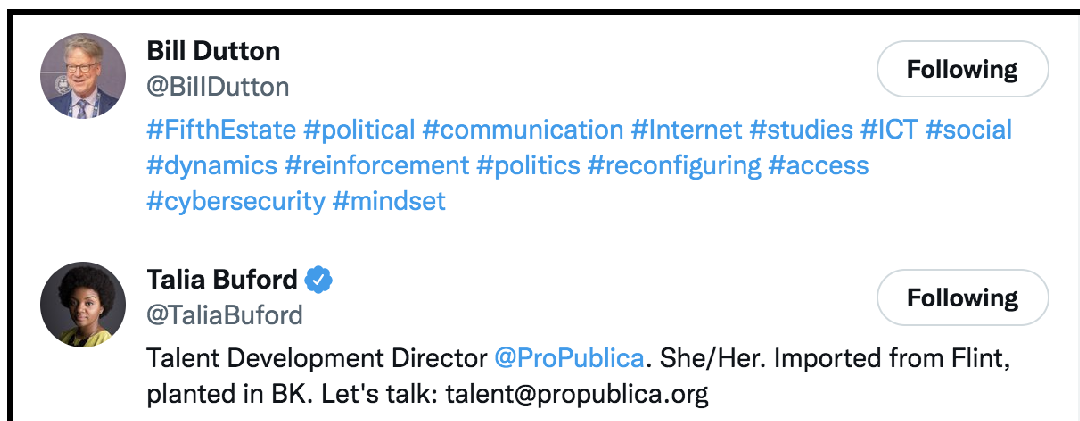 Bill Dutton
@BillDutton
Following
#FifthEstate #political #communication #Internet #studies #ICT #social
#dynamics #reinforcement #politics #reconfiguring #access
#cybersecurity #mindset
Talia Buford
@TaliaBuford
Following
Talent Development Director @ProPublica. She/Her. Imported from Flint,
planted in BK. Let's talk: talent@propublica.org